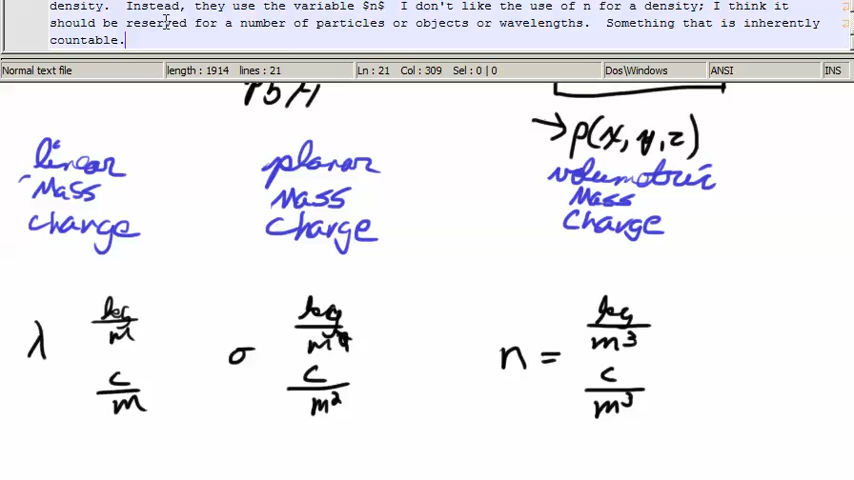 density.  Instead, they use the variable $n$  I don't like the use of n for a density; I think it
should be reserved for a number of particles or objects or wavelengths.  Something that is inherently
countable.
Normal text file length : 1914 lines : 21 Ln : 21 Col : 309 Sel : 0 | 0 Dos\Windows ANSI INS
→ρ(x, y, z)
linear planar volumetric
Mass Mass Mass
Charge Charge Charge
λ kg/m σ kg/m² n = kg/m³
C/m C/m² C/m³